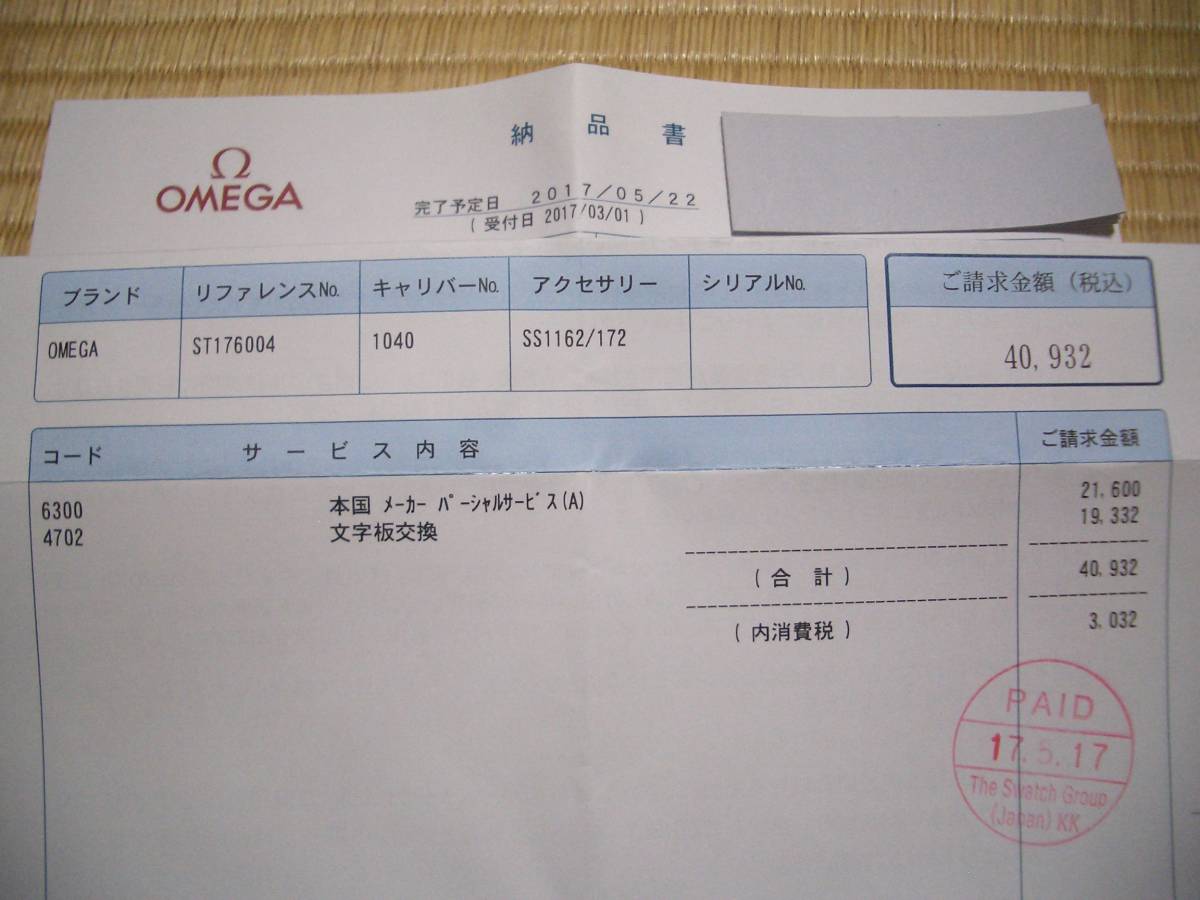 納品書
Ω
OMEGA
完了予定日 2017/05/22
(受付日 2017/03/01)
ブランド リファレンスNo. キャリバーNo. アクセサリー シリアルNo. ご請求金額(税込)
OMEGA ST176004 1040 SS1162/172 40,932
コード サービス内容 ご請求金額
6300 本国 ﾒｰｶｰ ﾊﾟｰｼｬﾙｻｰﾋﾞｽ(A) 21,600
4702 文字板交換 19,332
(合計) 40,932
(内消費税) 3,032
PAID
17.5.17
The Swatch Group
(Japan) KK